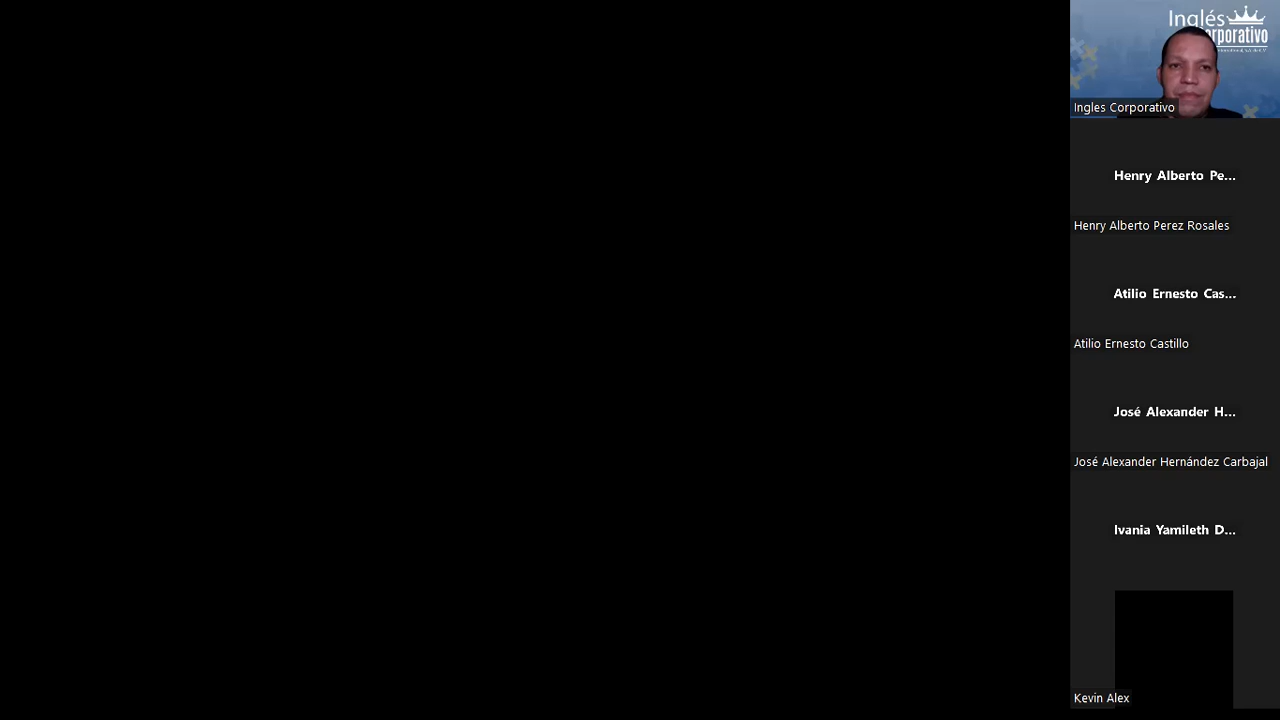 Inglés
Corporativo
Ingles Corporativo
Henry Alberto Pe...
Henry Alberto Perez Rosales
Atilio Ernesto Cas...
Atilio Ernesto Castillo
José Alexander H...
José Alexander Hernández Carbajal
Ivania Yamileth D...
Kevin Alex